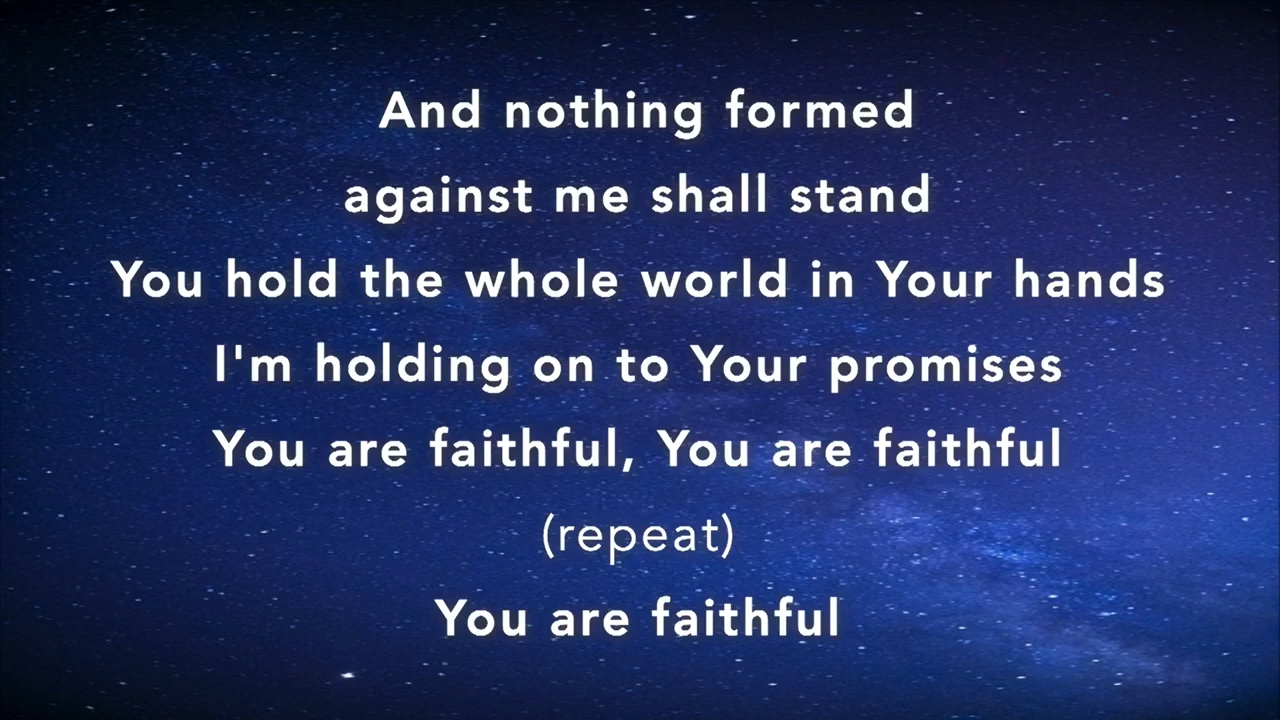 And nothing formed
against me shall stand
You hold the whole world in Your hands
I'm holding on to Your promises
You are faithful, You are faithful
(repeat)
You are faithful